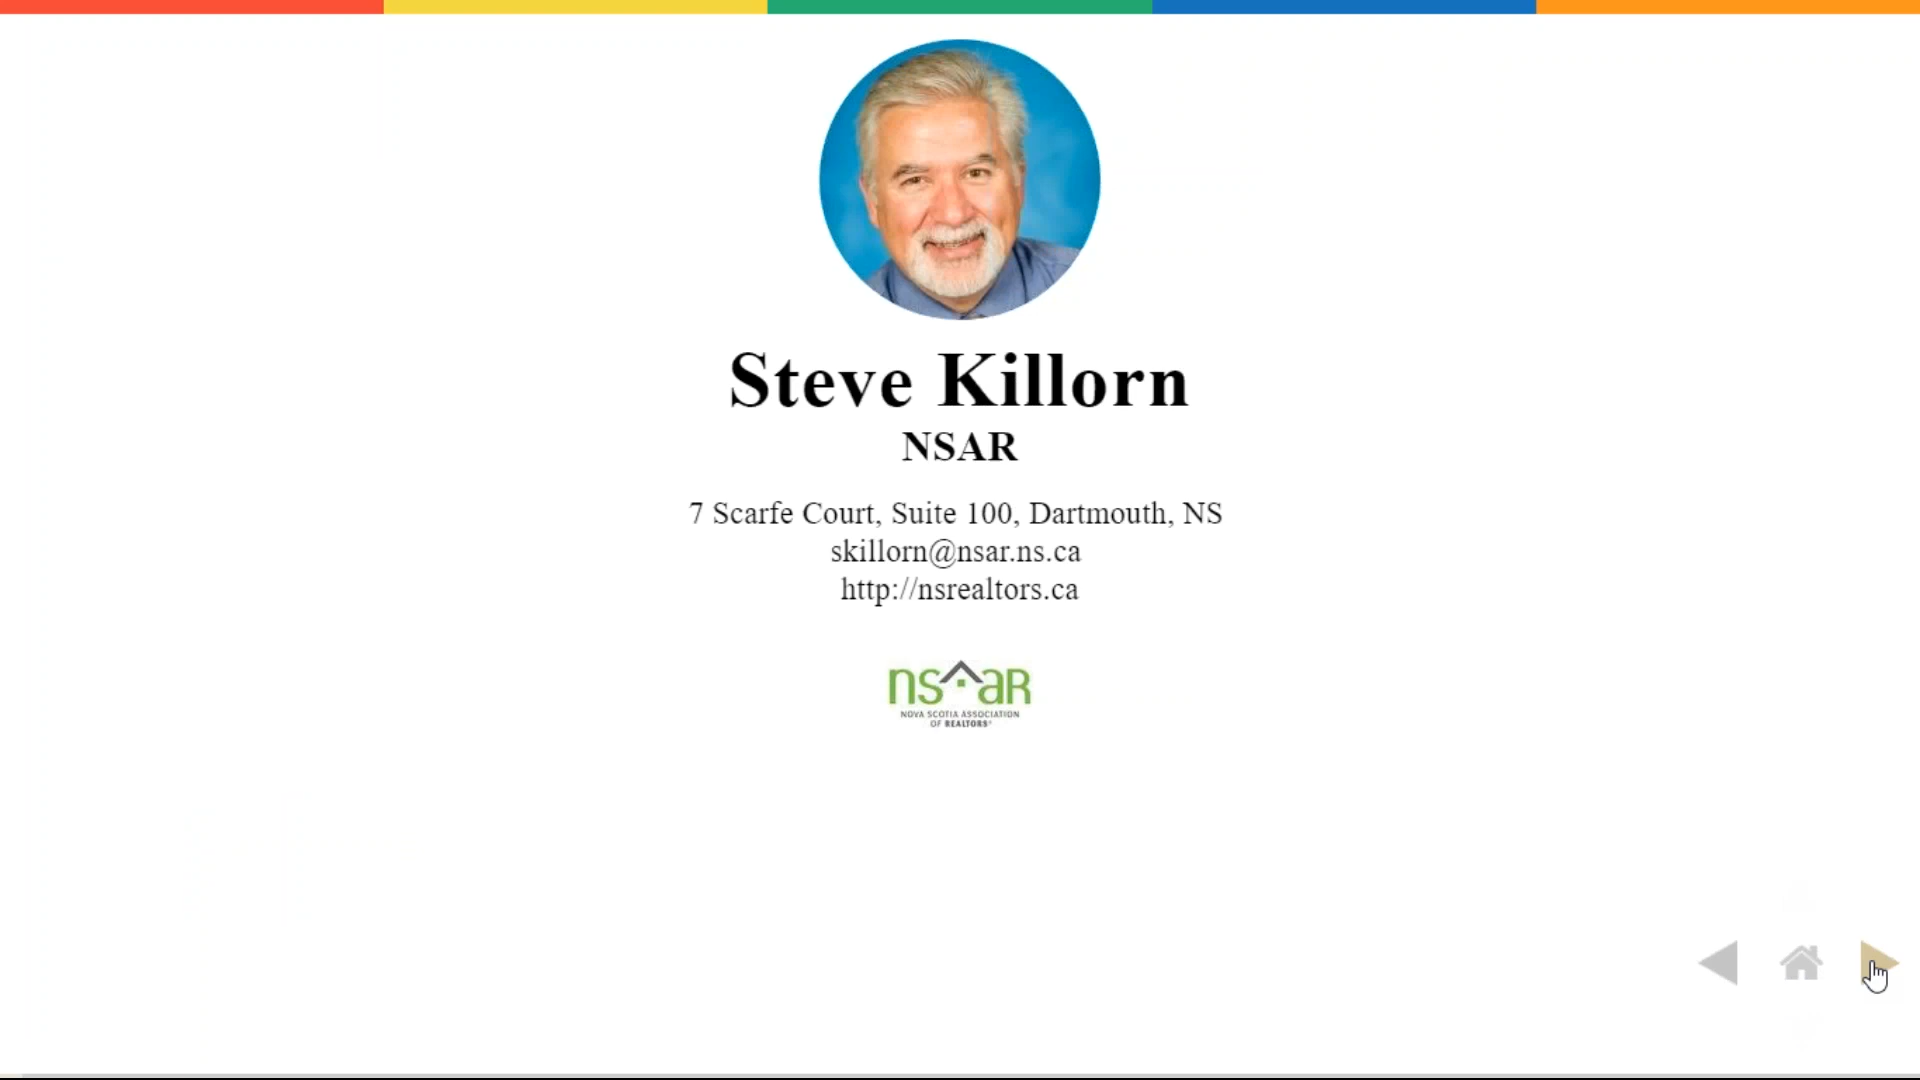 Steve Killorn
NSAR
7 Scarfe Court, Suite 100, Dartmouth, NS
skillorn@nsar.ns.ca
http://nsrealtors.ca
nsaR
NOVA SCOTIA ASSOCIATION
OF REALTORS®